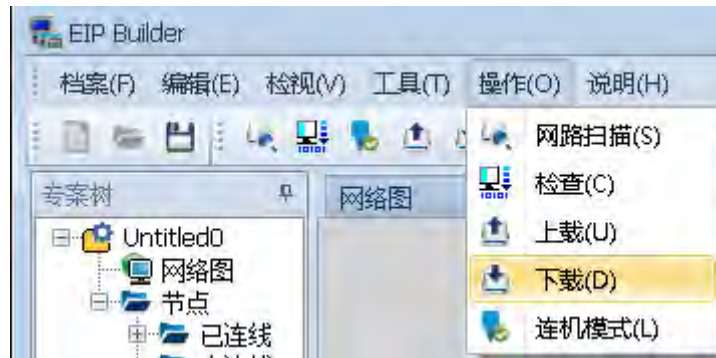 EIP Builder
档案(F) 编辑(E) 检视(V) 工具(T) 操作(O) 说明(H)
网路扫描(S)
检查(C)
上载(U)
下载(D)
连机模式(L)
专案树
网络图
Untitled0
网络图
节点
已连线